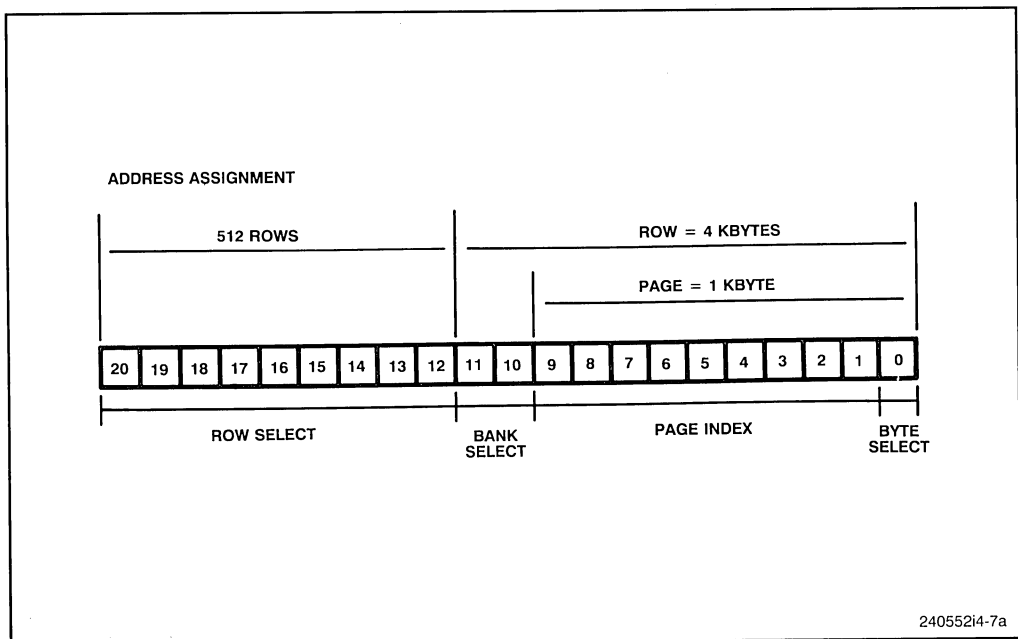 ADDRESS ASSIGNMENT
512 ROWS
ROW = 4 KBYTES
PAGE = 1 KBYTE
20 19 18 17 16 15 14 13 12 11 10 9 8 7 6 5 4 3 2 1 0
ROW SELECT
BANK
SELECT
PAGE INDEX
BYTE
SELECT
240552i4-7a